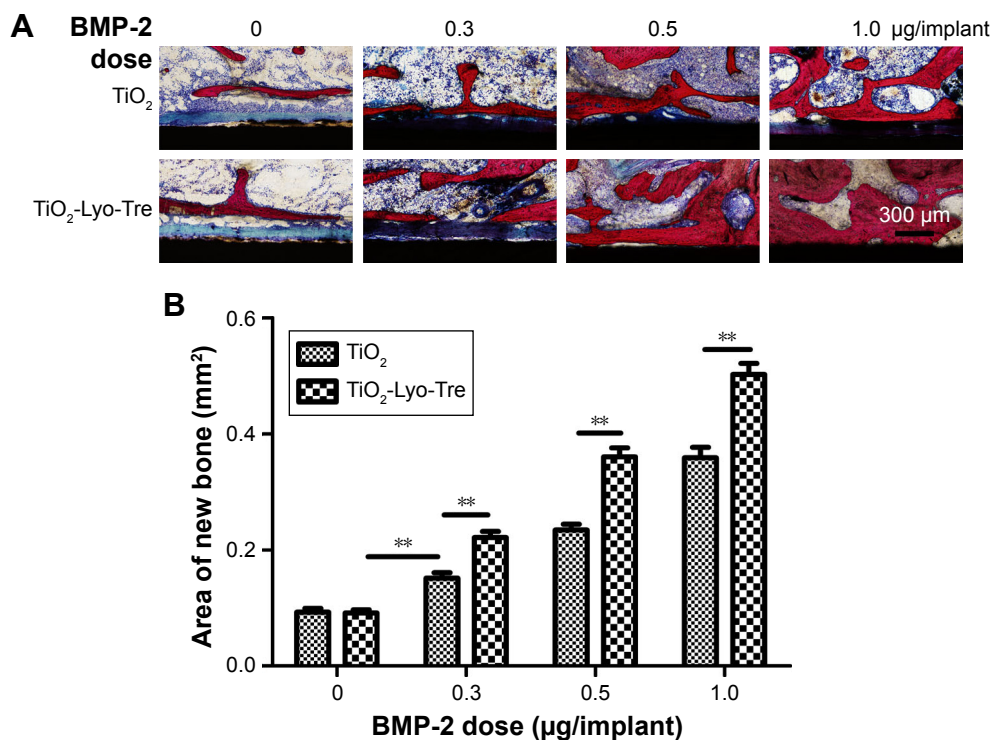 A
BMP-2 dose
0
0.3
0.5
1.0 µg/implant
TiO₂
TiO₂-Lyo-Tre
300 µm
B
Area of new bone (mm²)
0.6
0.4
0.2
0.0
TiO₂
TiO₂-Lyo-Tre
**
**
**
**
0
0.3
0.5
1.0
BMP-2 dose (µg/implant)